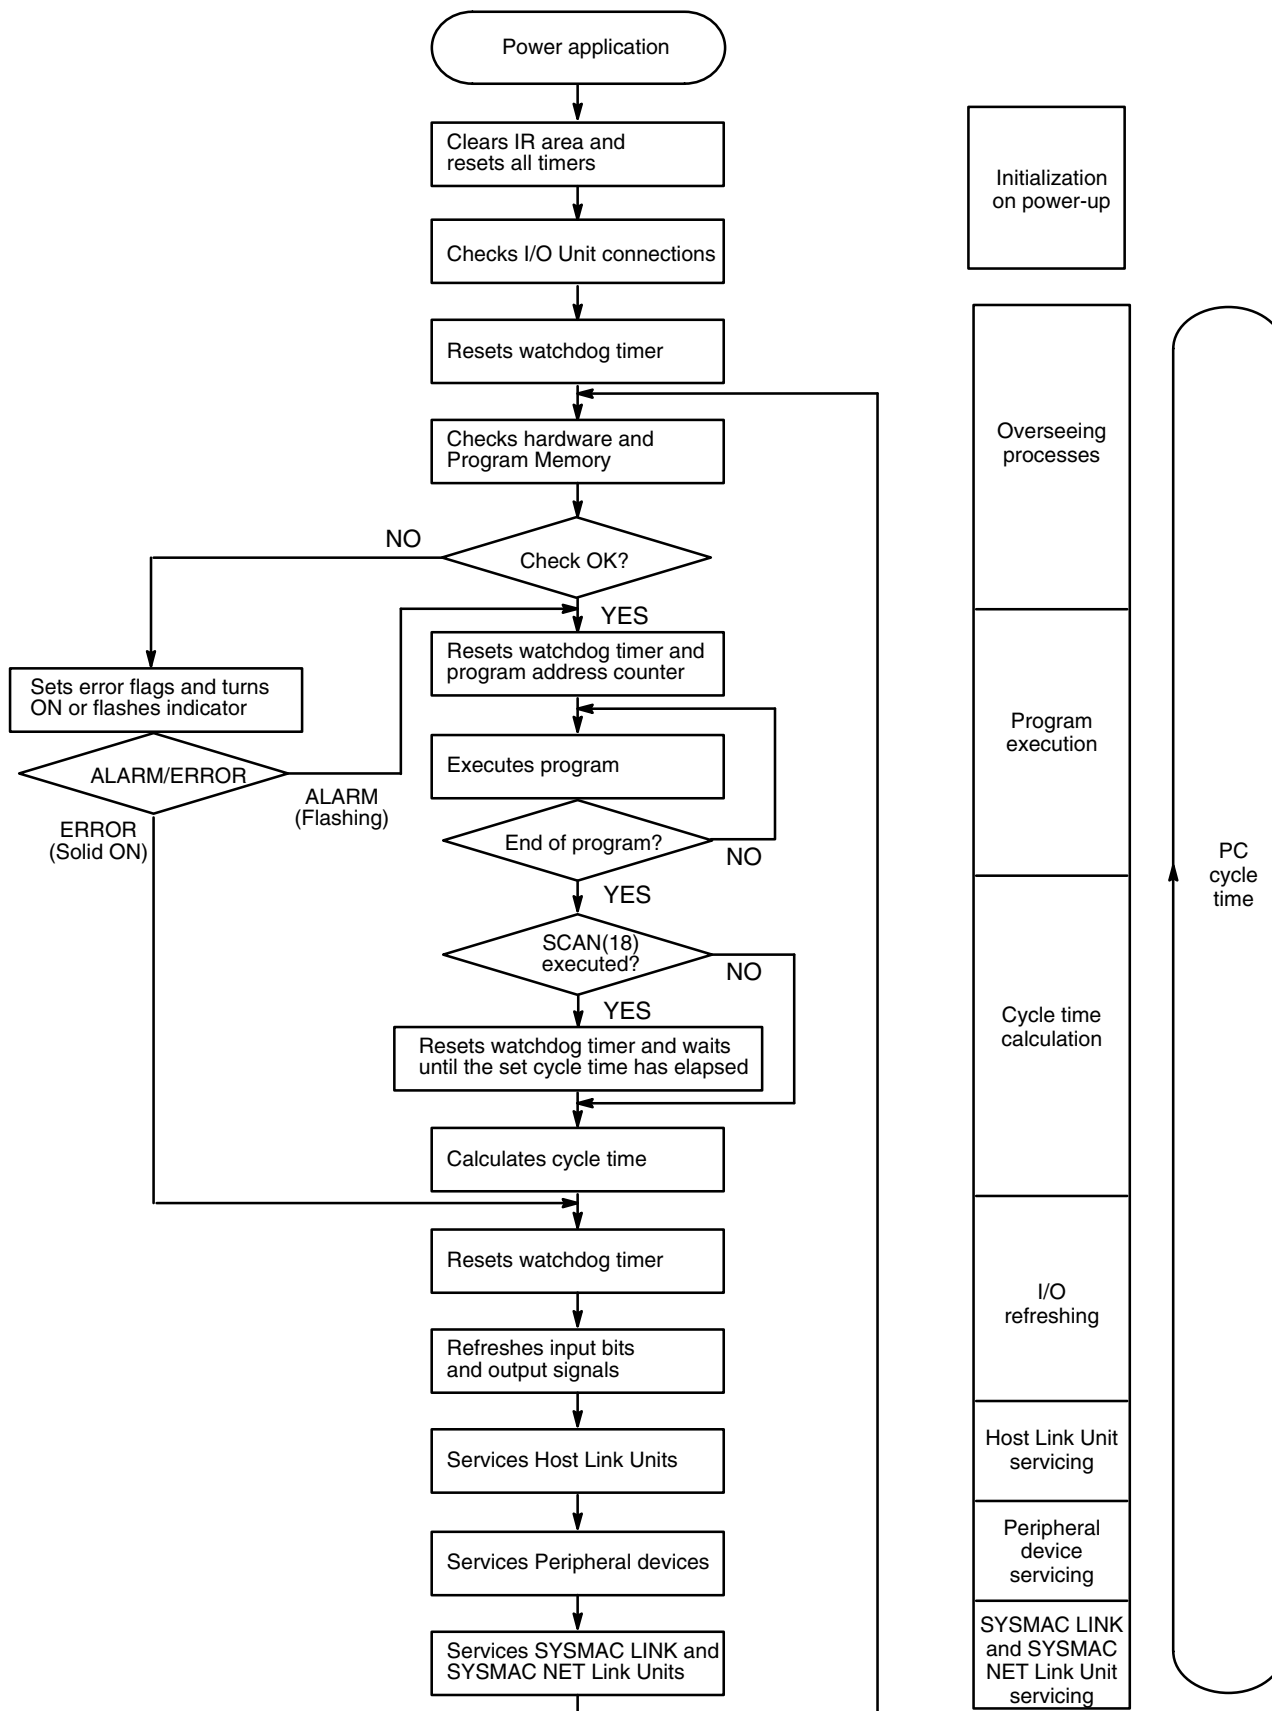 Power application
Clears IR area and
resets all timers
Checks I/O Unit connections
Resets watchdog timer
Checks hardware and
Program Memory
NO
Check OK?
YES
Resets watchdog timer and
program address counter
Sets error flags and turns
ON or flashes indicator
ALARM/ERROR
ALARM
(Flashing)
ERROR
(Solid ON)
Executes program
End of program?
NO
YES
SCAN(18)
executed?
NO
YES
Resets watchdog timer and waits
until the set cycle time has elapsed
Calculates cycle time
Resets watchdog timer
Refreshes input bits
and output signals
Services Host Link Units
Services Peripheral devices
Services SYSMAC LINK and
SYSMAC NET Link Units
Initialization
on power-up
Overseeing
processes
Program
execution
Cycle time
calculation
I/O
refreshing
Host Link Unit
servicing
Peripheral
device
servicing
SYSMAC LINK
and SYSMAC
NET Link Unit
servicing
PC
cycle
time